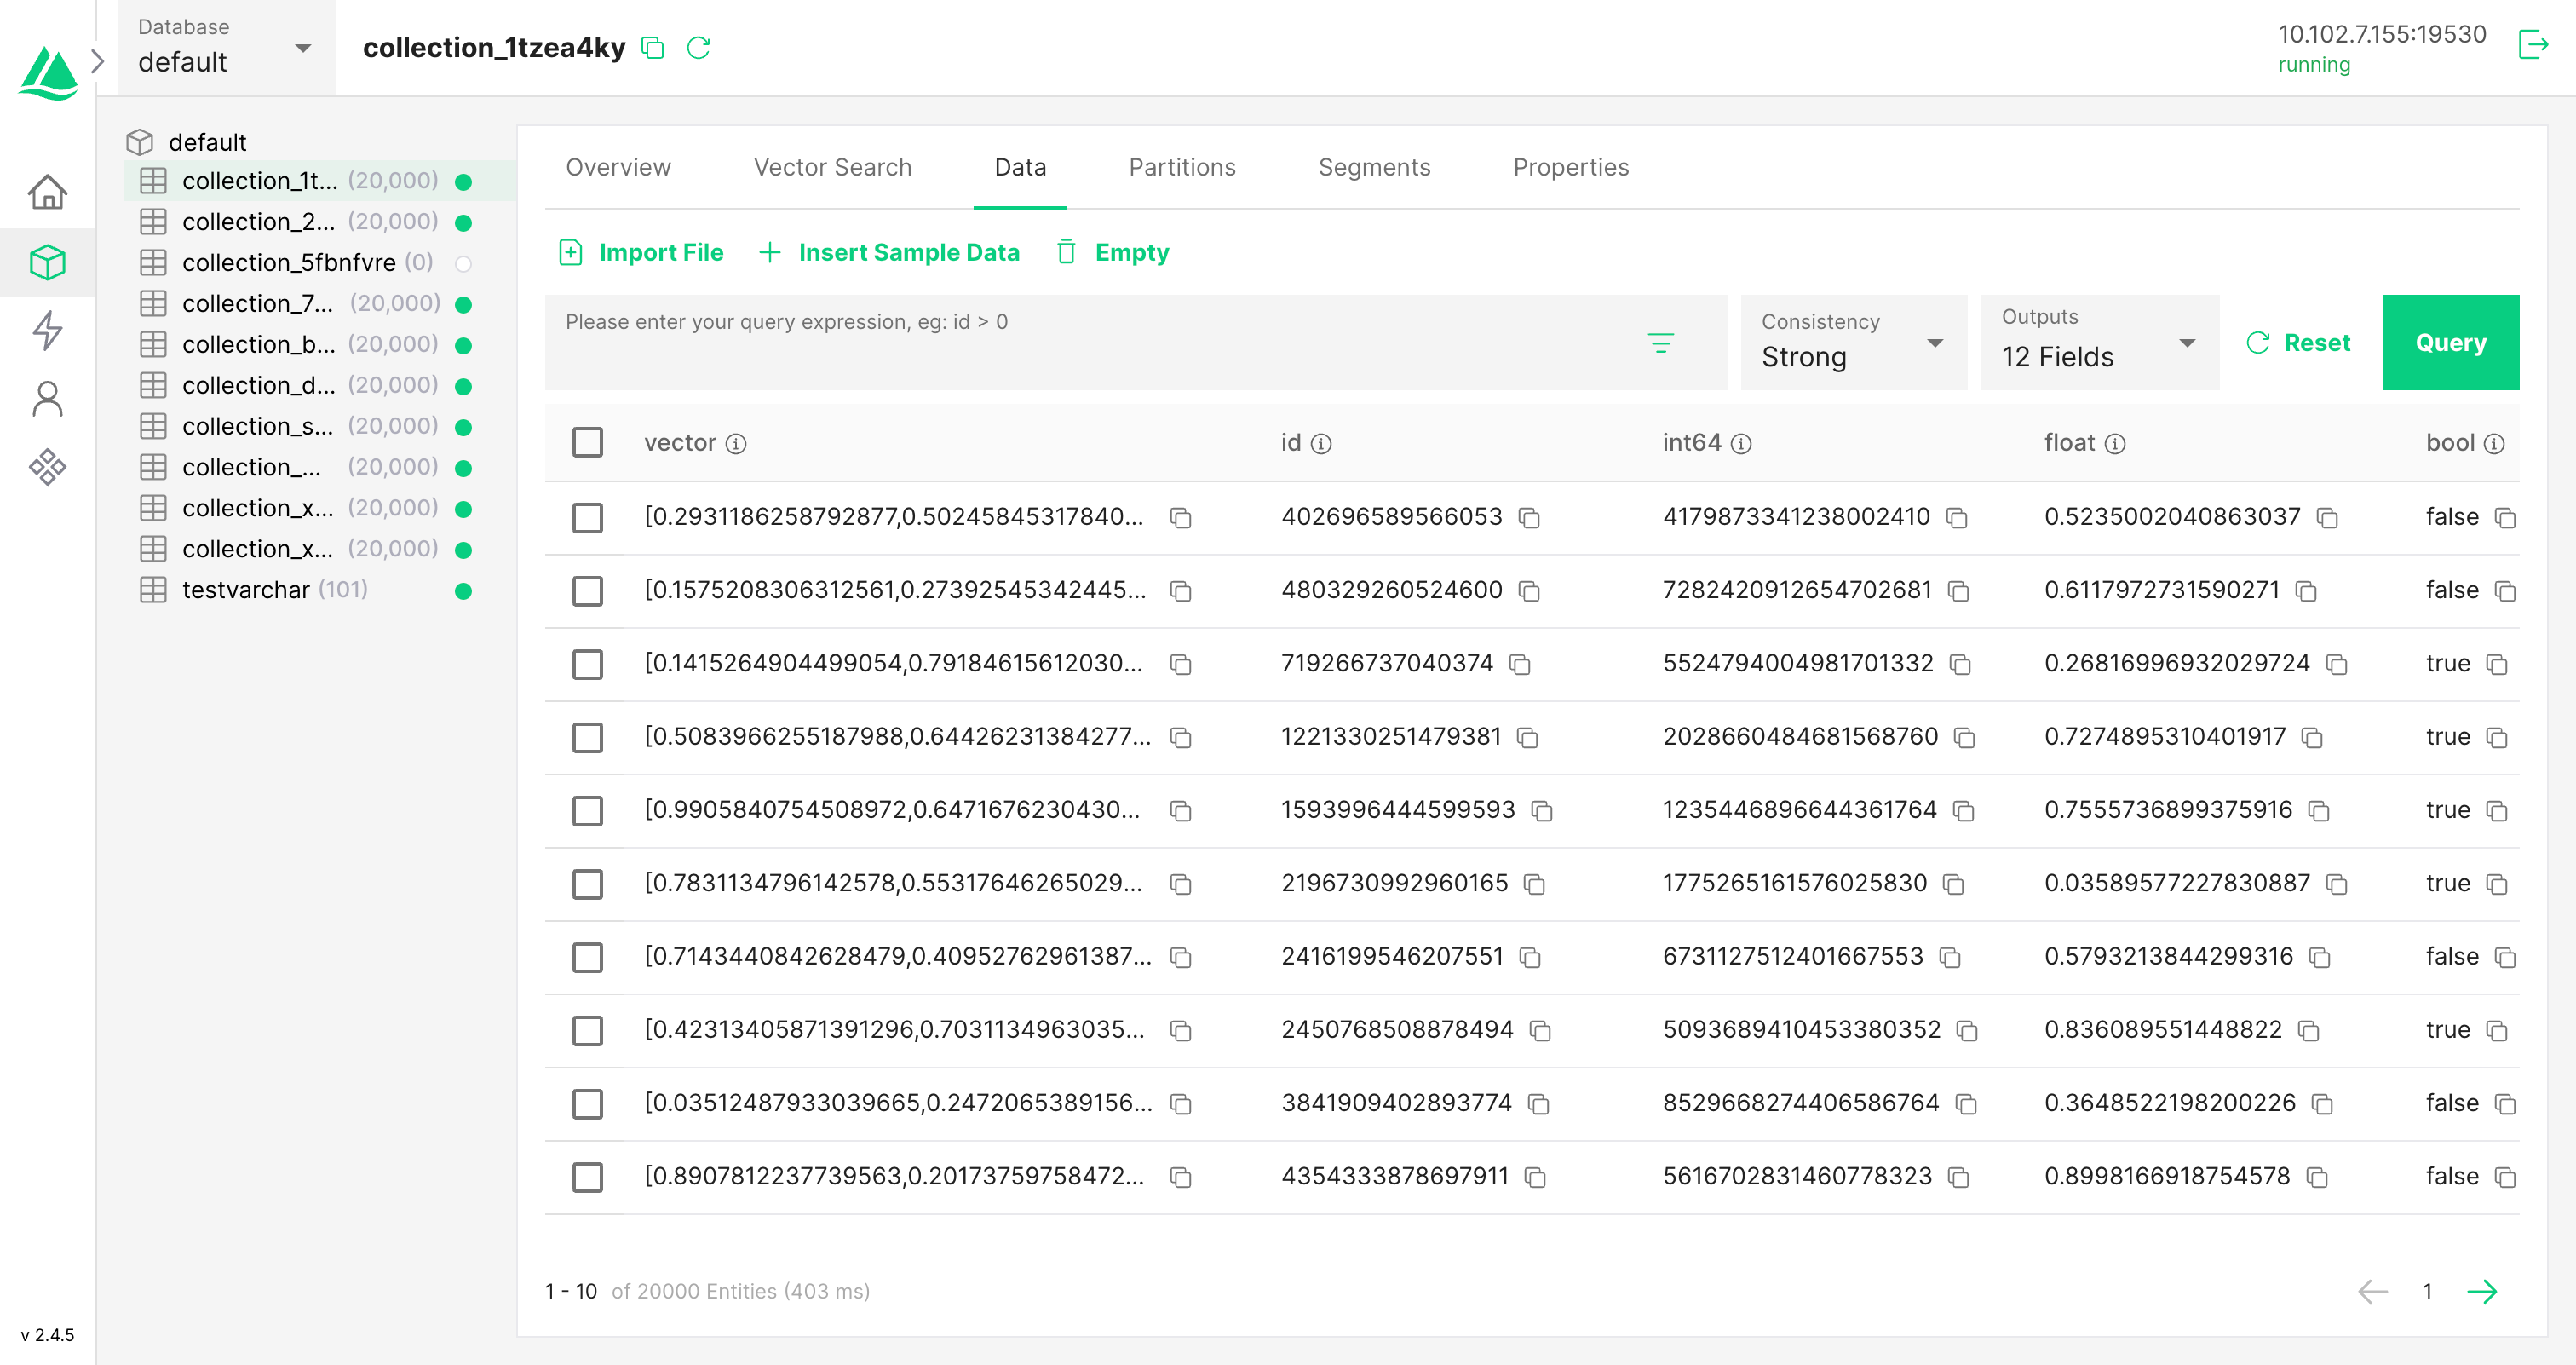 Database
default
collection_1tzea4ky
10.102.7.155:19530
running
default
collection_1t... (20,000)
collection_2... (20,000)
collection_5fbnfvre (0)
collection_7... (20,000)
collection_b... (20,000)
collection_d... (20,000)
collection_s... (20,000)
collection_... (20,000)
collection_x... (20,000)
collection_x... (20,000)
testvarchar (101)
v 2.4.5
Overview Vector Search Data Partitions Segments Properties
Import File Insert Sample Data Empty
Please enter your query expression, eg: id > 0
Consistency
Strong
Outputs
12 Fields
Reset
Query
vector id int64 float bool
[0.2931186258792877,0.50245845317840... 402696589566053 4179873341238002410 0.5235002040863037 false
[0.1575208306312561,0.27392545342445... 480329260524600 7282420912654702681 0.6117972731590271 false
[0.1415264904499054,0.79184615612030... 719266737040374 5524794004981701332 0.26816996932029724 true
[0.5083966255187988,0.64426231384277... 1221330251479381 2028660484681568760 0.7274895310401917 true
[0.9905840754508972,0.6471676230430... 1593996444599593 1235446896644361764 0.7555736899375916 true
[0.7831134796142578,0.55317646265029... 2196730992960165 1775265161576025830 0.03589577227830887 true
[0.7143440842628479,0.40952762961387... 2416199546207551 6731127512401667553 0.5793213844299316 false
[0.42313405871391296,0.7031134963035... 2450768508878494 5093689410453380352 0.836089551448822 true
[0.03512487933039665,0.2472065389156... 3841909402893774 8529668274406586764 0.3648522198200226 false
[0.8907812237739563,0.20173759758472... 4354333878697911 5616702831460778323 0.8998166918754578 false
1 - 10 of 20000 Entities (403 ms)
1